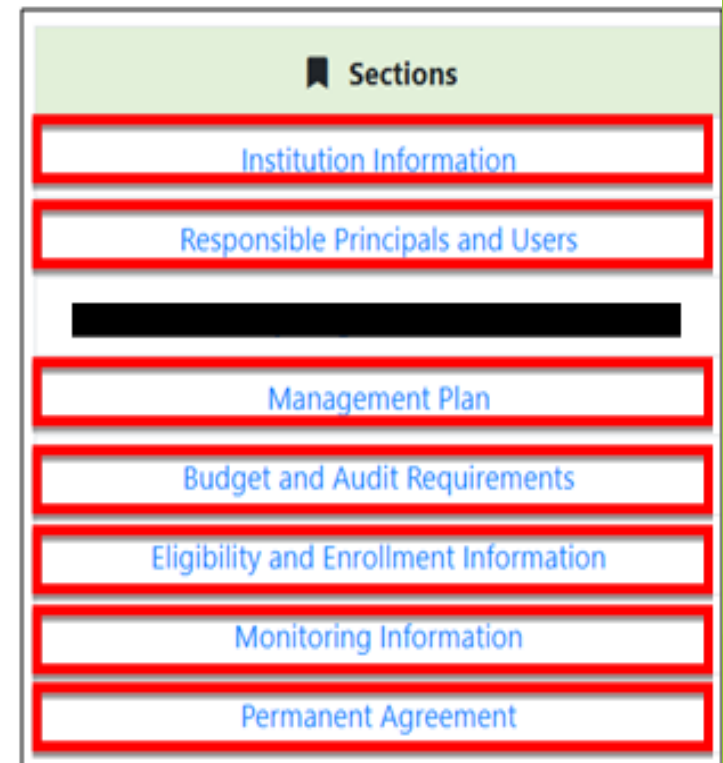 Sections
Institution Information
Responsible Principals and Users
Management Plan
Budget and Audit Requirements
Eligibility and Enrollment Information
Monitoring Information
Permanent Agreement